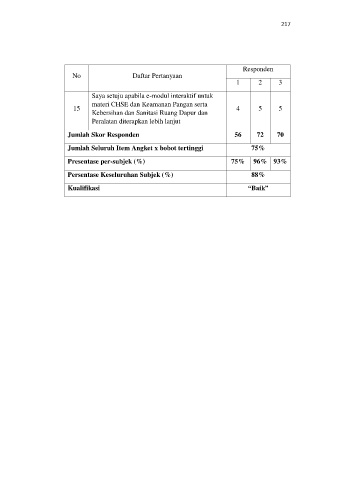 217
No Daftar Pertanyaan Responden
1 2 3
15 Saya setuju apabila e-modul interaktif untuk
materi CHSE dan Keamanan Pangan serta
Kebersihan dan Sanitasi Ruang Dapur dan
Peralatan diterapkan lebih lanjut 4 5 5
Jumlah Skor Responden 56 72 70
Jumlah Seluruh Item Angket x bobot tertinggi 75%
Presentase per-subjek (%) 75% 96% 93%
Persentase Keseluruhan Subjek (%) 88%
Kualifikasi “Baik”